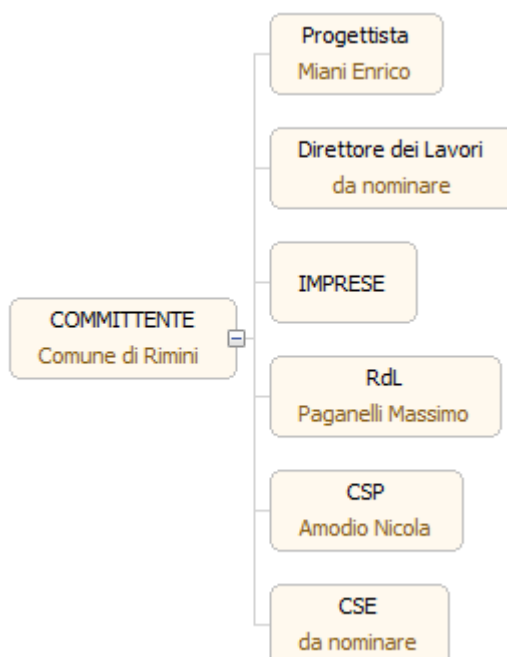 Progettista
Miani Enrico
Direttore dei Lavori
da nominare
IMPRESE
COMMITTENTE
Comune di Rimini
RdL
Paganelli Massimo
CSP
Amodio Nicola
CSE
da nominare